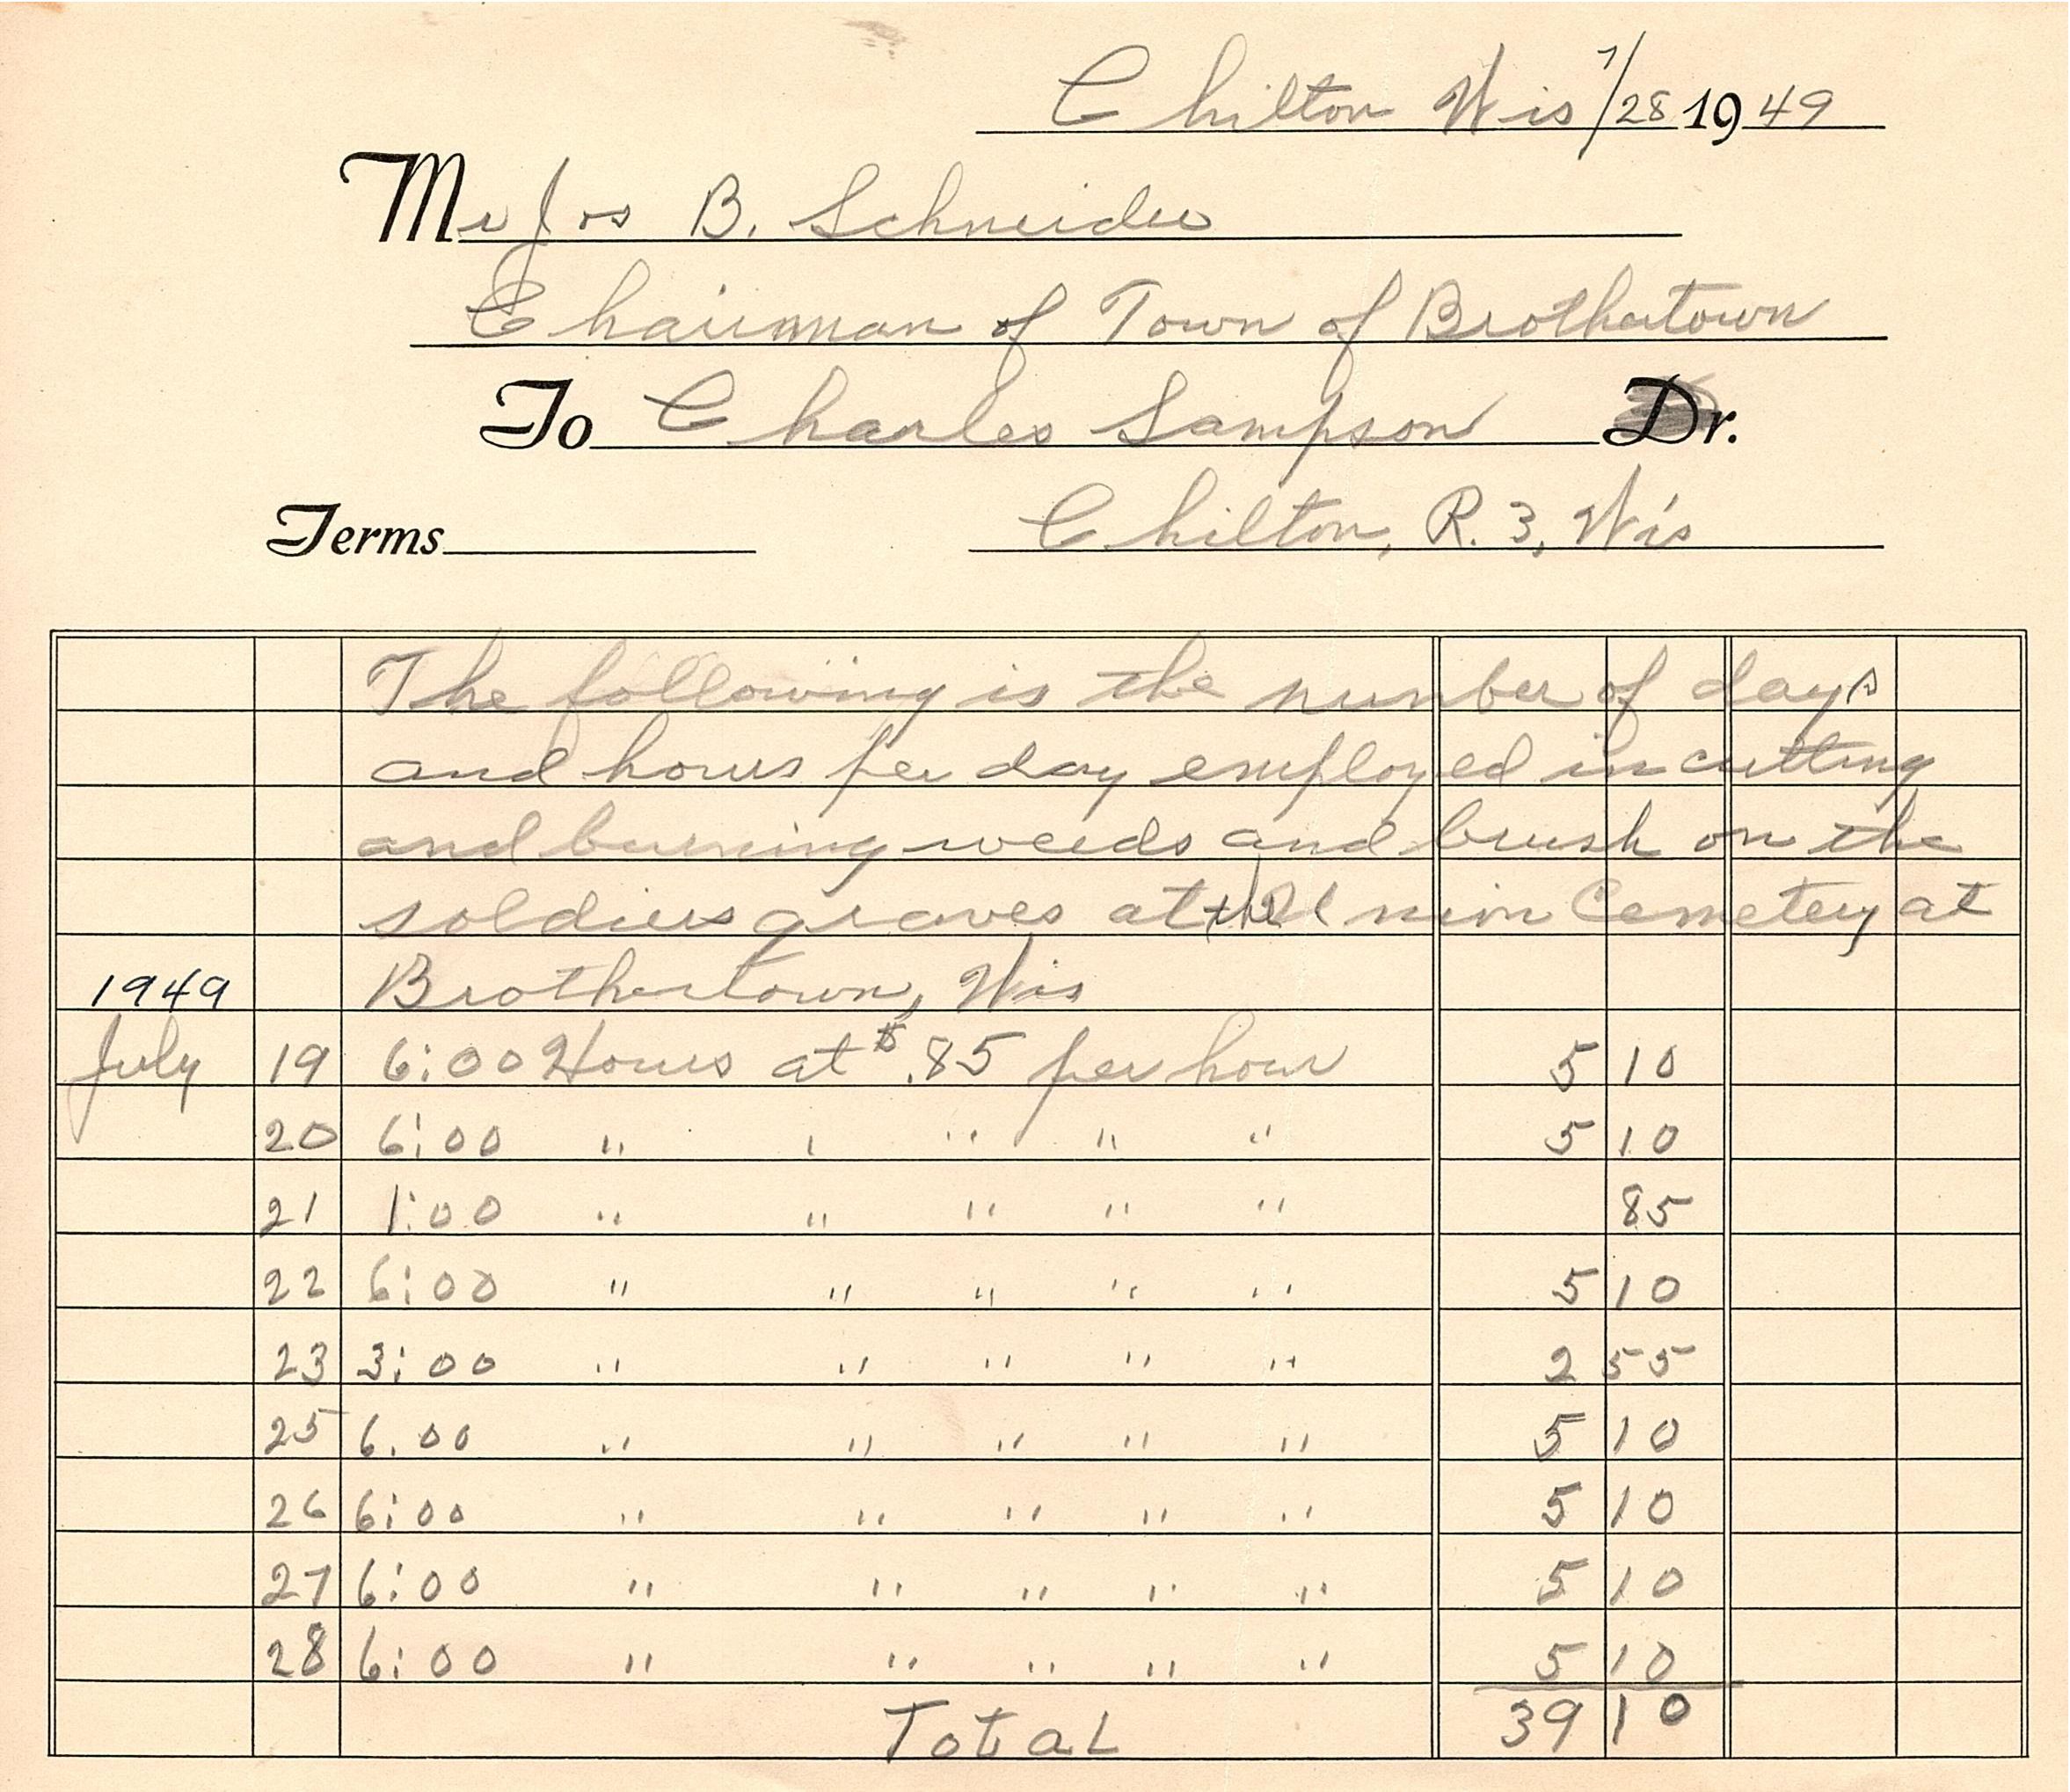 Chilton Wis 7/28 1949
Mr Jos B. Schneider
Chairman of Town of Brothertown
To Charles Sampson Dr.
Terms Chilton, R. 3, Wis
The following is the number of days
and hours per day employed in cutting
and burning weeds and brush on the
soldiers graves at the Union Cemetery at
1949 Brothertown, Wis
July 19 6:00 Hours at $.85 per hour 5 10
20 6:00 " " " " " 5 10
21 1:00 " " " " " 85
22 6:00 " " " " " 5 10
23 3:00 " " " " " 2 55
25 6.00 " " " " " 5 10
26 6:00 " " " " " 5 10
27 6:00 " " " " " 5 10
28 6:00 " " " " " 5 10
Total 39 10